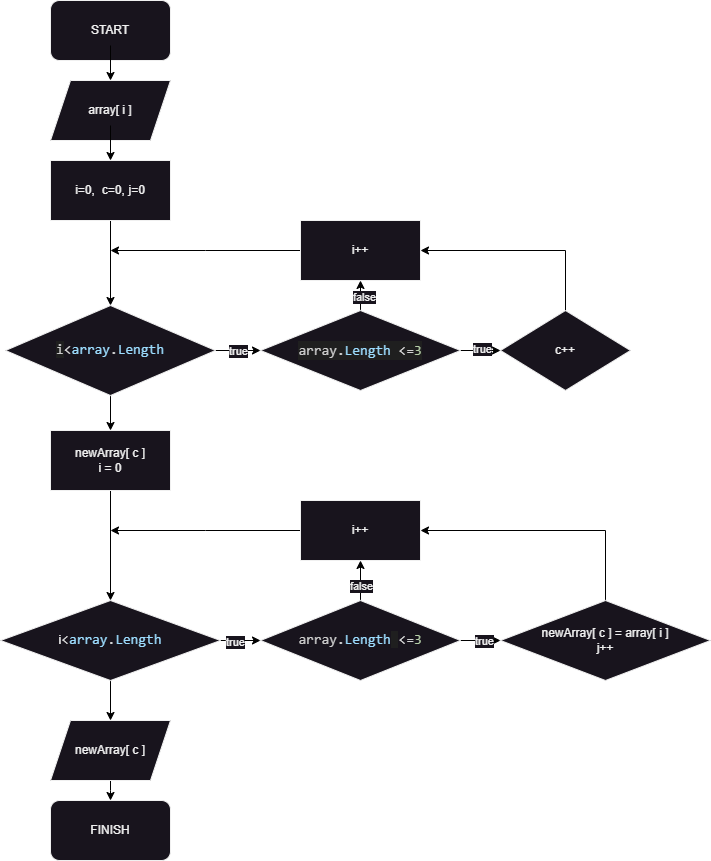 START
array[ i ]
i=0, c=0, j=0
i++
false
i<array.Length
true
array.Length <=3
true
c++
newArray[ c ]
i = 0
i++
false
i<array.Length
true
array.Length <=3
true
newArray[ c ] = array[ i ]
j++
newArray[ c ]
FINISH